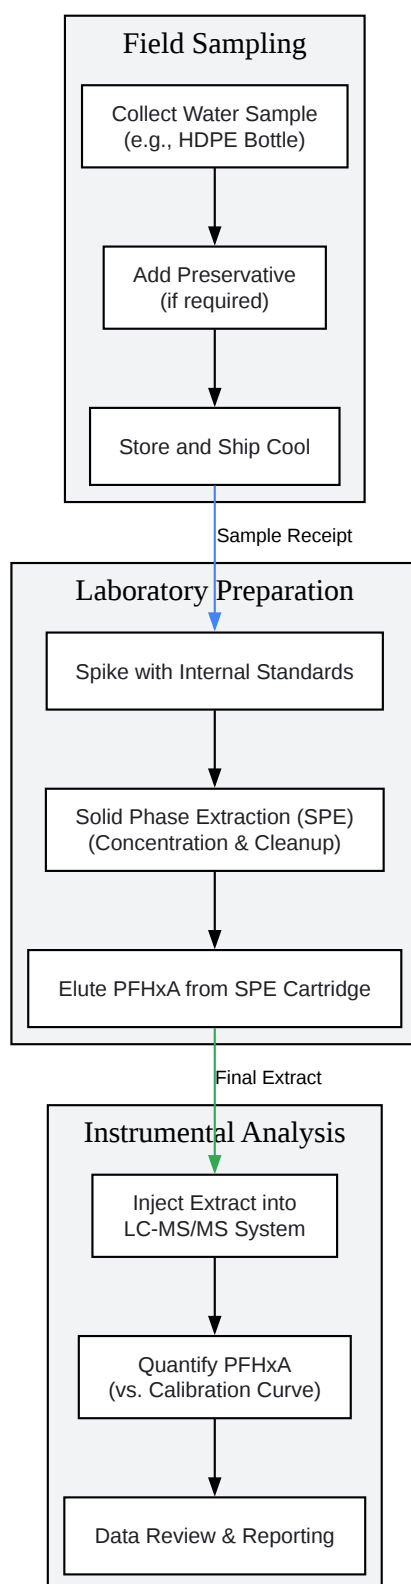 Field Sampling
Collect Water Sample
(e.g., HDPE Bottle)
Add Preservative
(if required)
Store and Ship Cool
Sample Receipt
Laboratory Preparation
Spike with Internal Standards
Solid Phase Extraction (SPE)
(Concentration & Cleanup)
Elute PFHxA from SPE Cartridge
Final Extract
Instrumental Analysis
Inject Extract into
LC-MS/MS System
Quantify PFHxA
(vs. Calibration Curve)
Data Review & Reporting